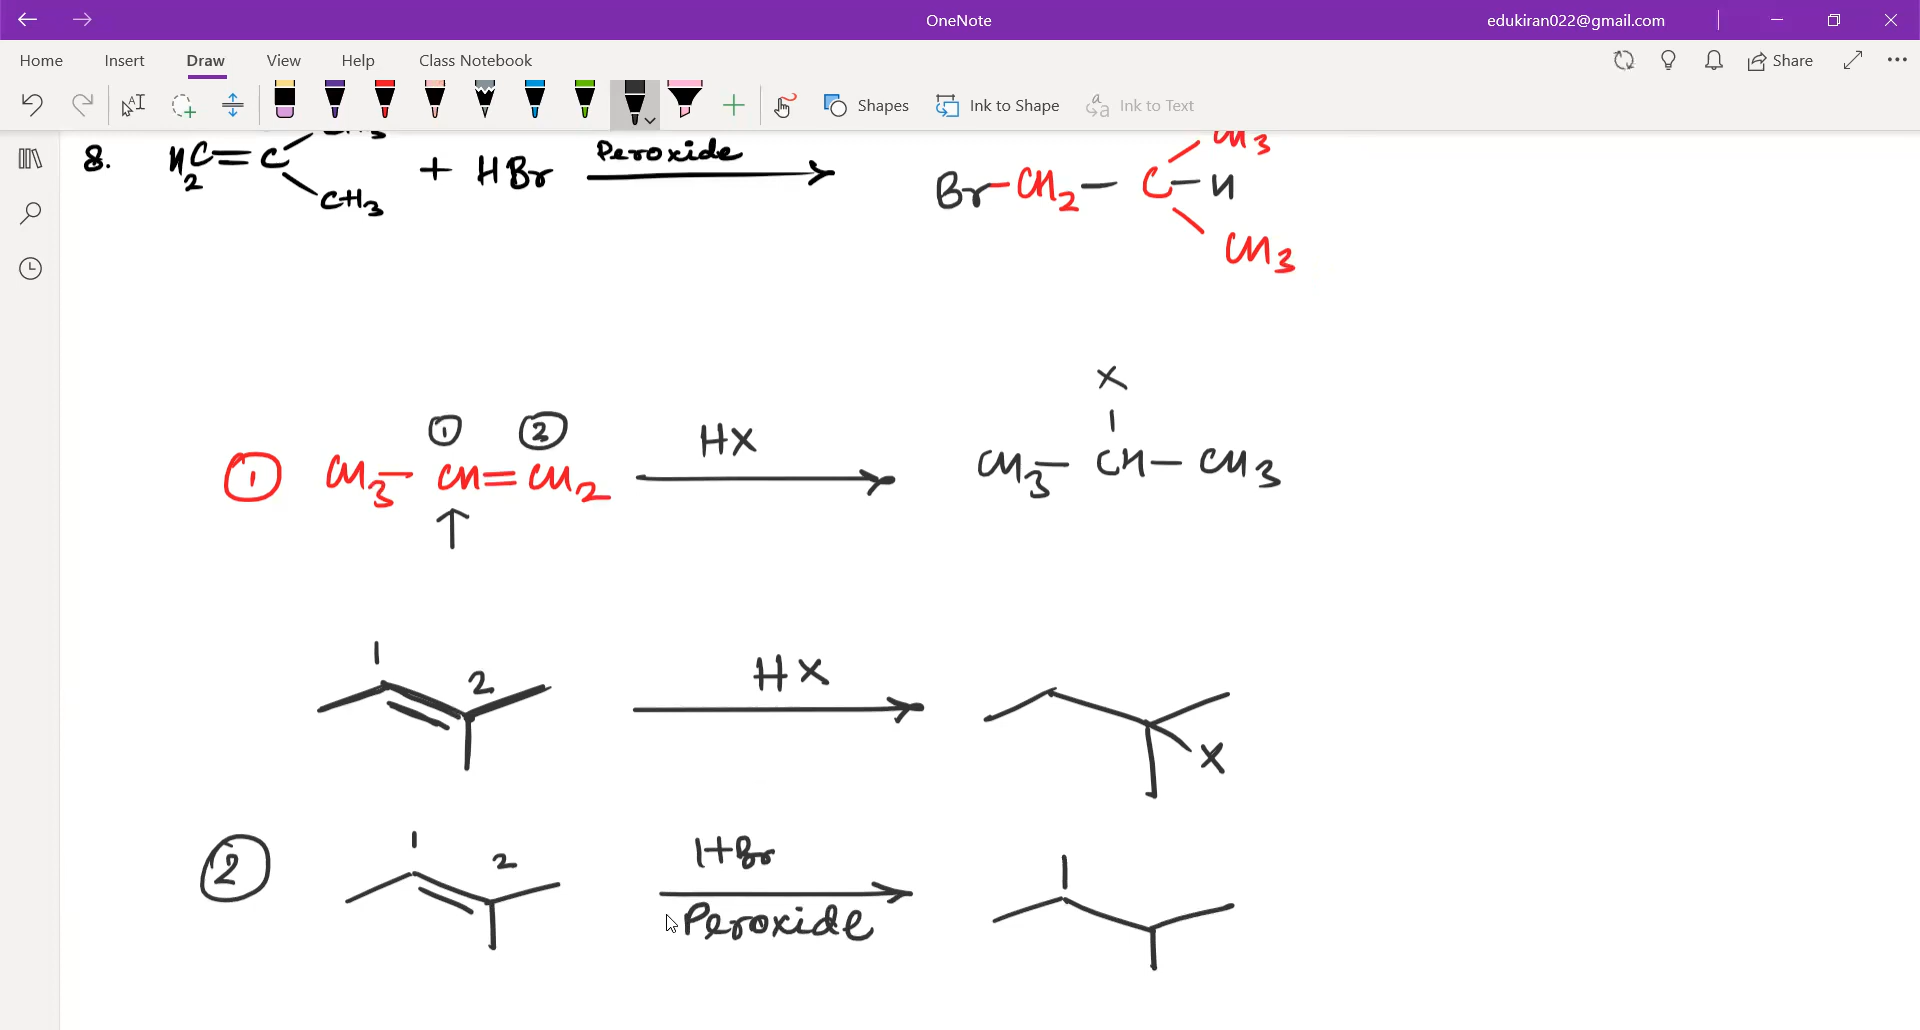 OneNote
edukiran022@gmail.com
Home Insert Draw View Help Class Notebook
Share
Shapes Ink to Shape Ink to Text
CH3
8. H2C=C + HBr Peroxide
CH3
CH3
Br-CH2-C-H
CH3
① ②
① CH3-CH=CH2 HX
X
CH3-CH-CH3
1 2 HX
X
② 1 2 HBr
Peroxide